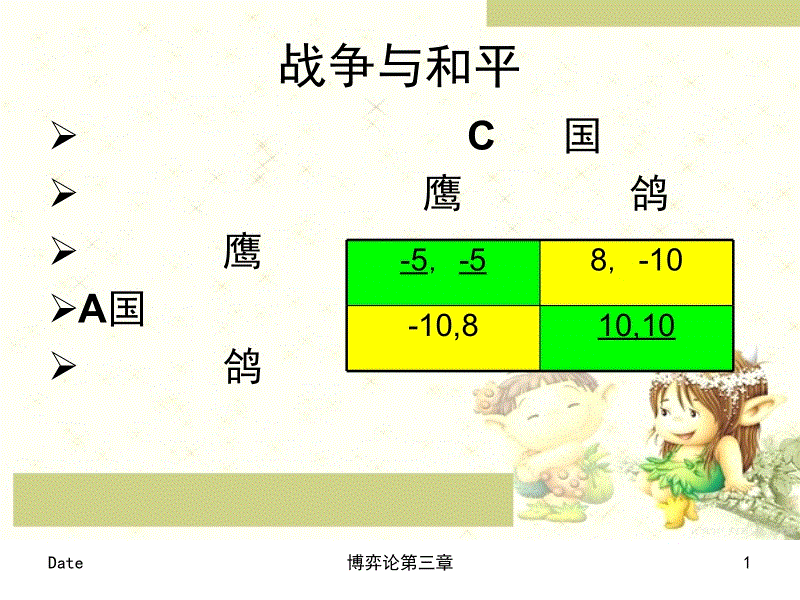 战争与和平
C 国
鹰 鸽
鹰 -5，-5 8，-10
A国 -10,8 10,10
鸽
Date 博弈论第三章 1